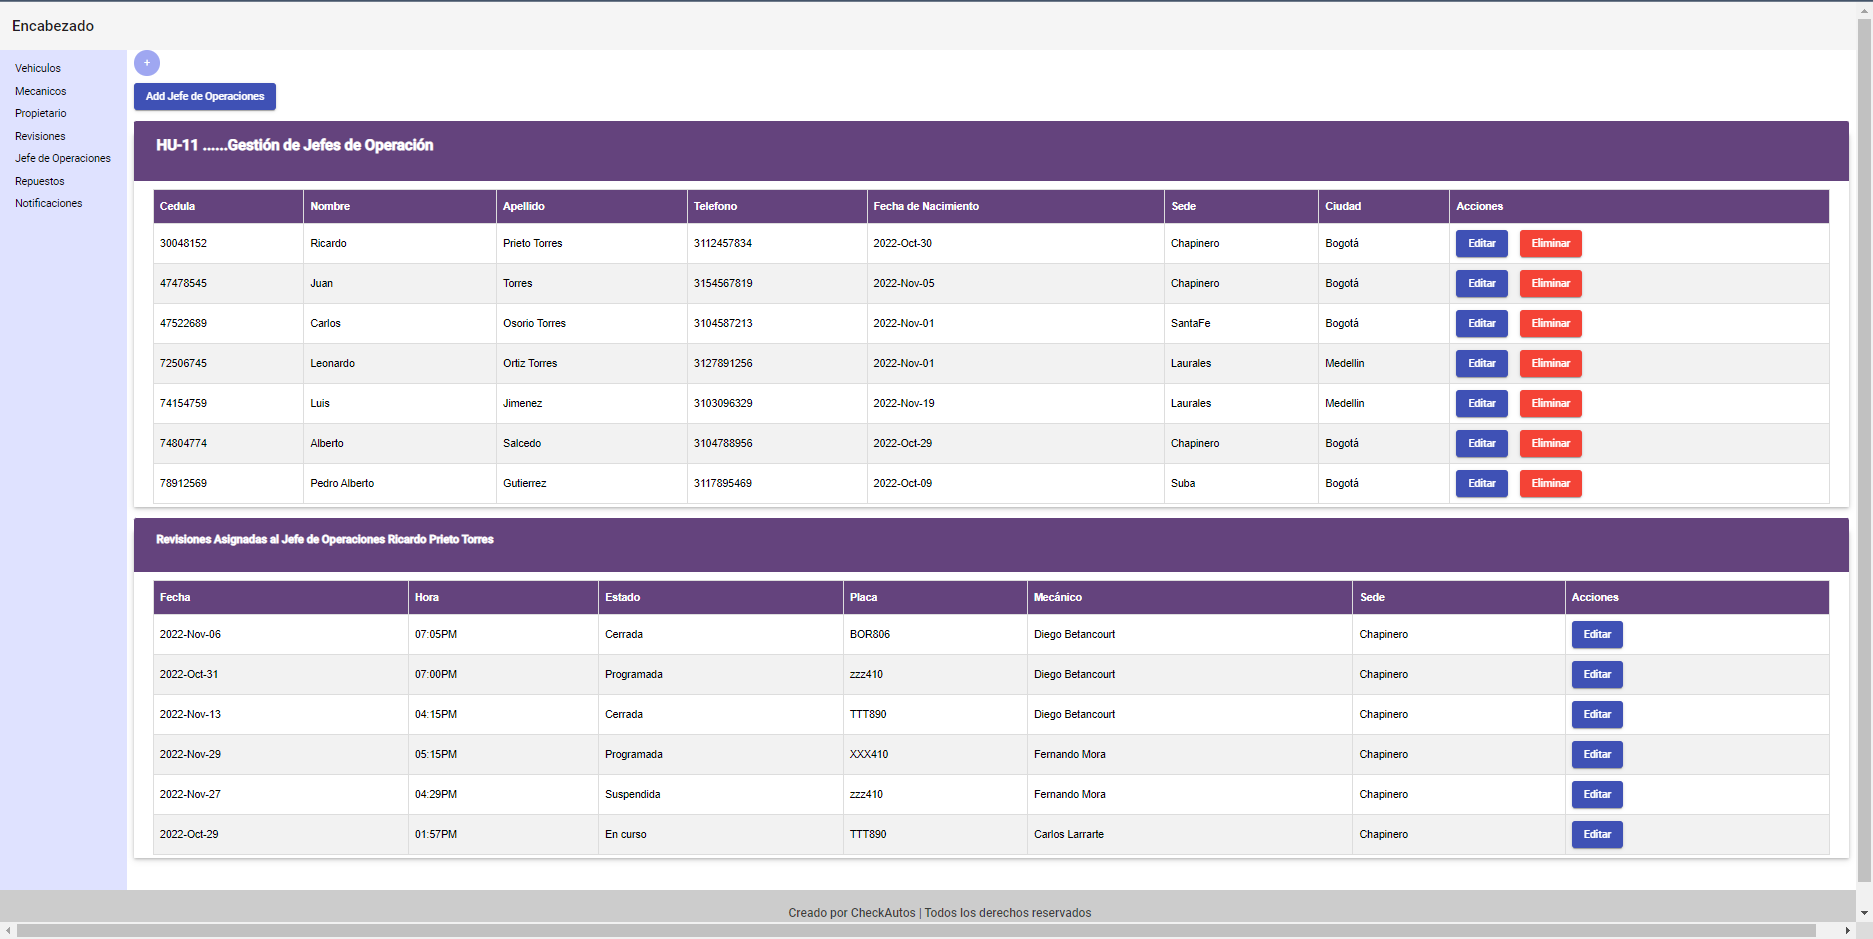 Encabezado
Vehiculos
Mecanicos
Propietario
Revisiones
Jefe de Operaciones
Repuestos
Notificaciones
+
Add Jefe de Operaciones
HU-11 ......Gestión de Jefes de Operación
Cedula Nombre Apellido Telefono Fecha de Nacimiento Sede Ciudad Acciones
30048152 Ricardo Prieto Torres 3112457834 2022-Oct-30 Chapinero Bogotá Editar Eliminar
47478545 Juan Torres 3154567819 2022-Nov-05 Chapinero Bogotá Editar Eliminar
47522689 Carlos Osorio Torres 3104587213 2022-Nov-01 SantaFe Bogotá Editar Eliminar
72506745 Leonardo Ortiz Torres 3127891256 2022-Nov-01 Laurales Medellin Editar Eliminar
74154759 Luis Jimenez 3103096329 2022-Nov-19 Laurales Medellin Editar Eliminar
74804774 Alberto Salcedo 3104788956 2022-Oct-29 Chapinero Bogotá Editar Eliminar
78912569 Pedro Alberto Gutierrez 3117895469 2022-Oct-09 Suba Bogotá Editar Eliminar
Revisiones Asignadas al Jefe de Operaciones Ricardo Prieto Torres
Fecha Hora Estado Placa Mecánico Sede Acciones
2022-Nov-06 07:05PM Cerrada BOR806 Diego Betancourt Chapinero Editar
2022-Oct-31 07:00PM Programada zzz410 Diego Betancourt Chapinero Editar
2022-Nov-13 04:15PM Cerrada TTT890 Diego Betancourt Chapinero Editar
2022-Nov-29 05:15PM Programada XXX410 Fernando Mora Chapinero Editar
2022-Nov-27 04:29PM Suspendida zzz410 Fernando Mora Chapinero Editar
2022-Oct-29 01:57PM En curso TTT890 Carlos Larrarte Chapinero Editar
Creado por CheckAutos | Todos los derechos reservados